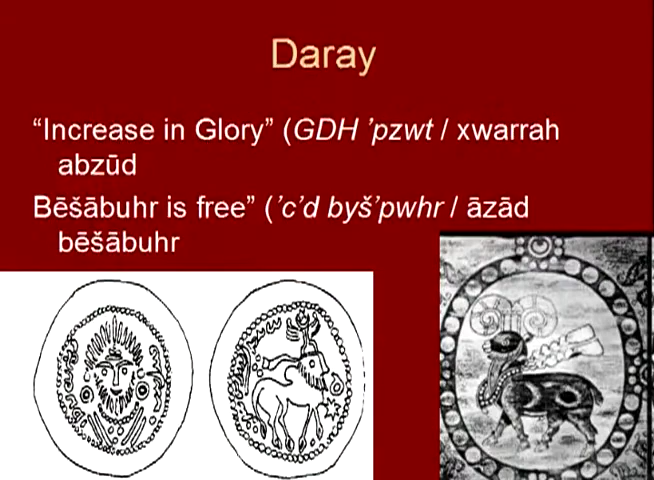 Daray
“Increase in Glory” (GDH ’pzwt / xwarrah
abzūd
Bēšābuhr is free” (’c’d byš’pwhr / āzād
bēšābuhr